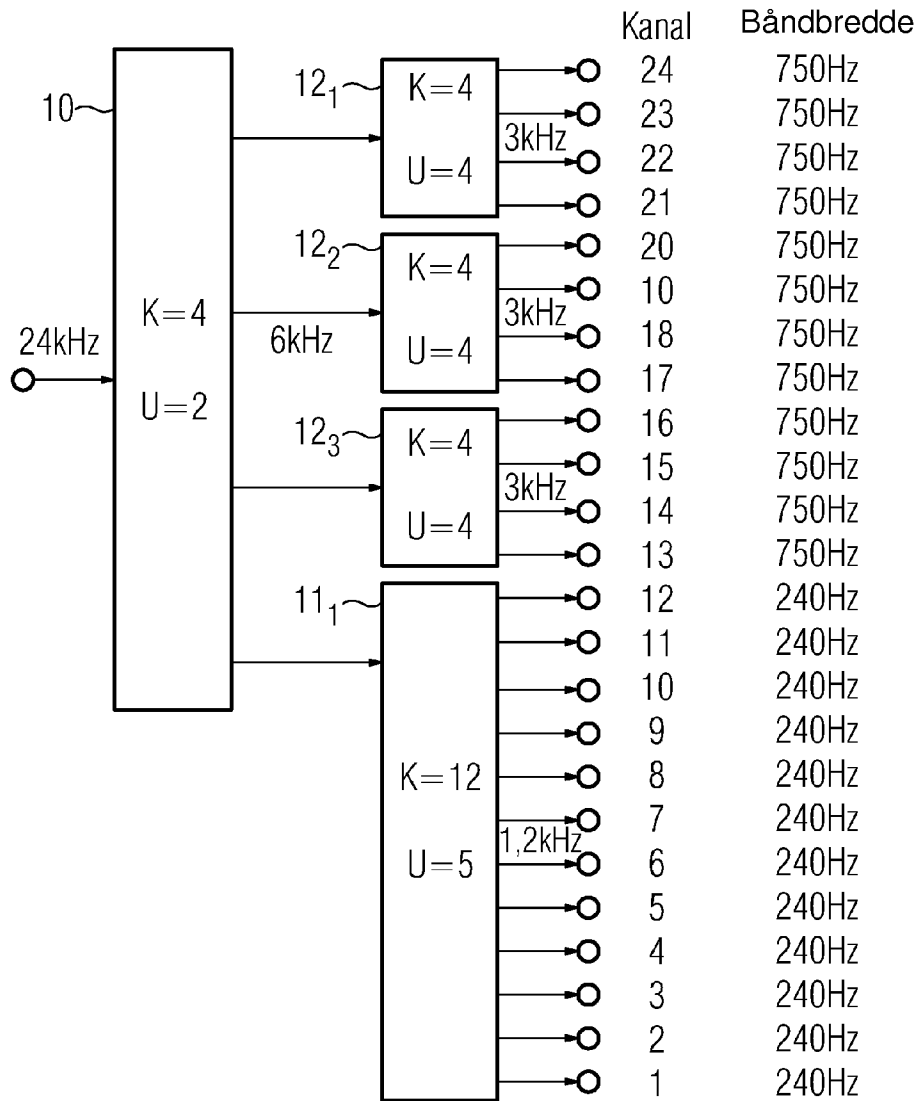 Kanal Båndbredde
10
24kHz
K=4
U=2
6kHz
12₁
K=4
U=4
3kHz
12₂
K=4
U=4
3kHz
12₃
K=4
U=4
3kHz
11₁
K=12
U=5
1,2kHz
24 750Hz
23 750Hz
22 750Hz
21 750Hz
20 750Hz
10 750Hz
18 750Hz
17 750Hz
16 750Hz
15 750Hz
14 750Hz
13 750Hz
12 240Hz
11 240Hz
10 240Hz
9 240Hz
8 240Hz
7 240Hz
6 240Hz
5 240Hz
4 240Hz
3 240Hz
2 240Hz
1 240Hz